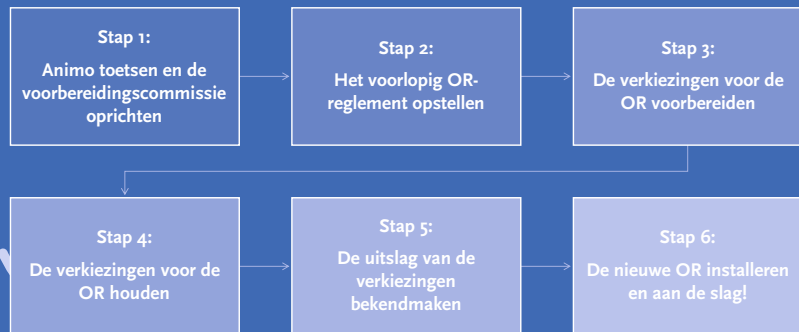 Stap 1:
Animo toetsen en de
voorbereidingscommissie
oprichten
Stap 2:
Het voorlopig OR-
reglement opstellen
Stap 3:
De verkiezingen voor de
OR voorbereiden
Stap 4:
De verkiezingen voor de
OR houden
Stap 5:
De uitslag van de
verkiezingen
bekendmaken
Stap 6:
De nieuwe OR installeren
en aan de slag!